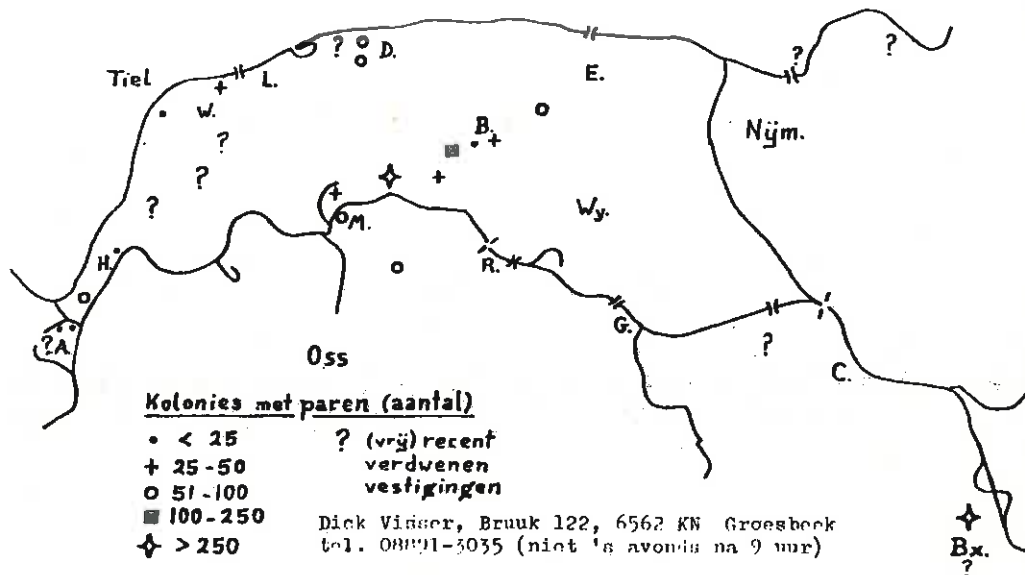 ? D.
Tiel L. E. ? ?
W.
B. Nijm.
?
?
? Wy.
M.
H. R.
?A. G. ?
Oss C.
Kolonies met paren (aantal)
• < 25 ? (vrij) recent
+ 25-50 verdwenen
o 51-100 vestigingen
■ 100-250
✧ > 250
Dick Visser, Bruuk 122, 6562 KN Groesbeek
tel. 08891-3035 (niet 's avonds na 9 uur)
Bx.
?